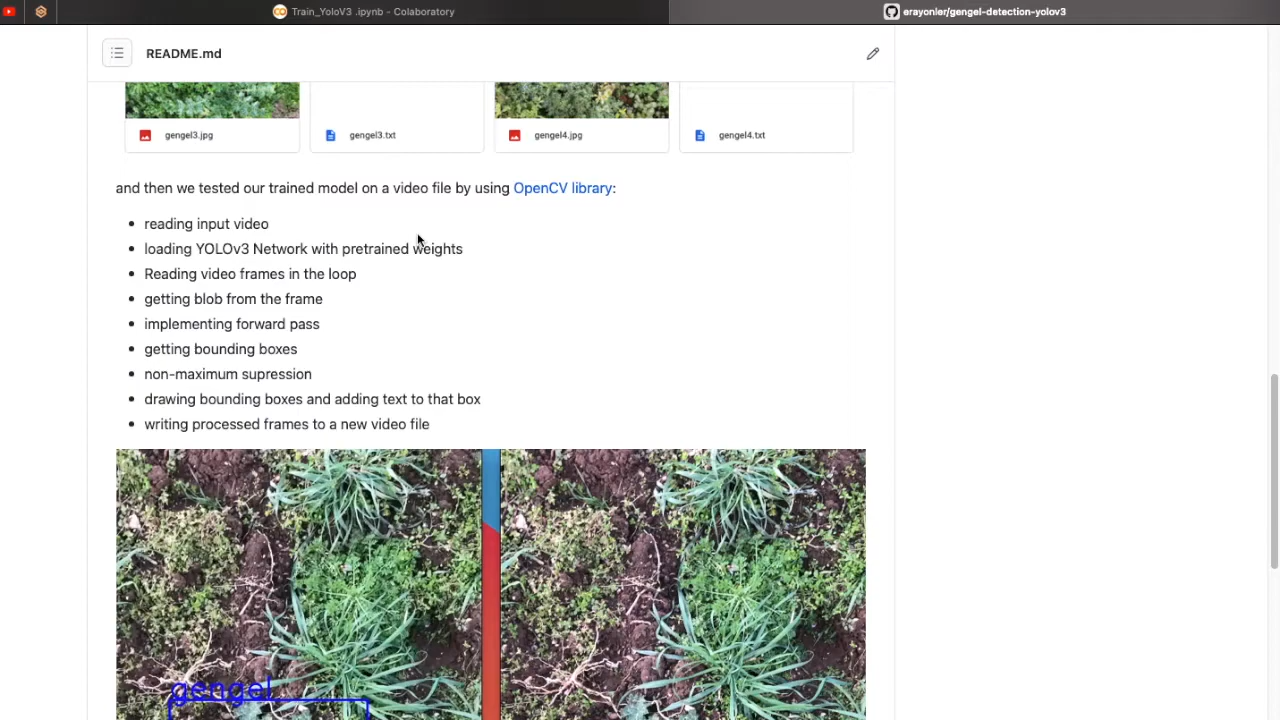 Train_YoloV3 .ipynb - Colaboratory
erayonler/gengel-detection-yolov3
README.md
gengel3.jpg
gengel3.txt
gengel4.jpg
gengel4.txt
and then we tested our trained model on a video file by using OpenCV library:
• reading input video
• loading YOLOv3 Network with pretrained weights
• Reading video frames in the loop
• getting blob from the frame
• implementing forward pass
• getting bounding boxes
• non-maximum supression
• drawing bounding boxes and adding text to that box
• writing processed frames to a new video file
gengel